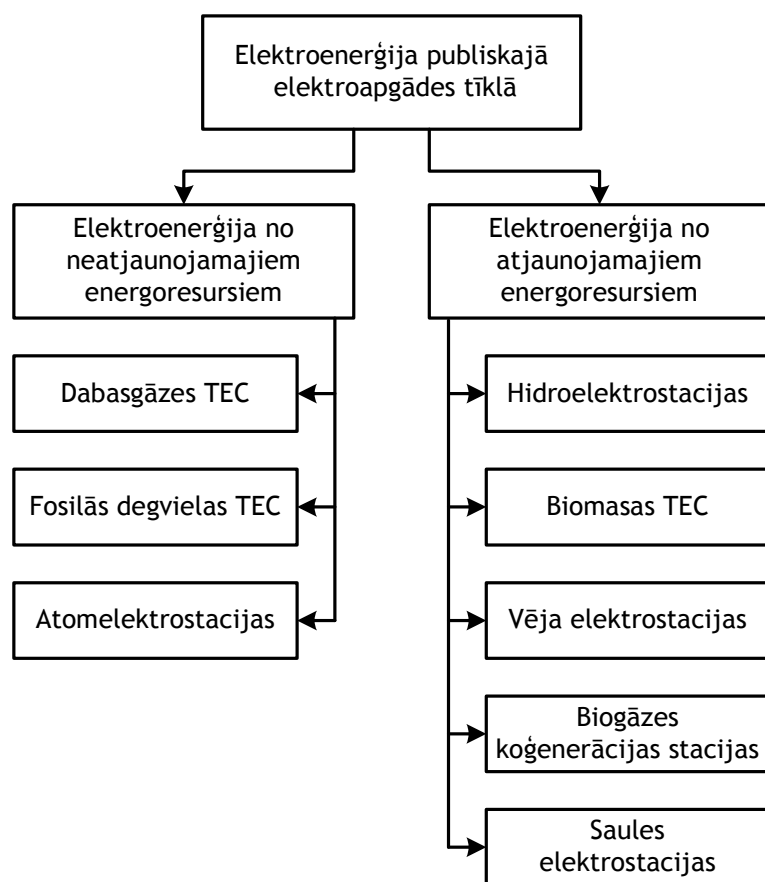 Elektroenerģija publiskajā
elektroapgādes tīklā
Elektroenerģija no
neatjaunojamajiem
energoresursiem
Elektroenerģija no
atjaunojamajiem
energoresursiem
Dabasgāzes TEC
Hidroelektrostacijas
Fosilās degvielas TEC
Biomasas TEC
Atomelektrostacijas
Vēja elektrostacijas
Biogāzes
koģenerācijas stacijas
Saules
elektrostacijas